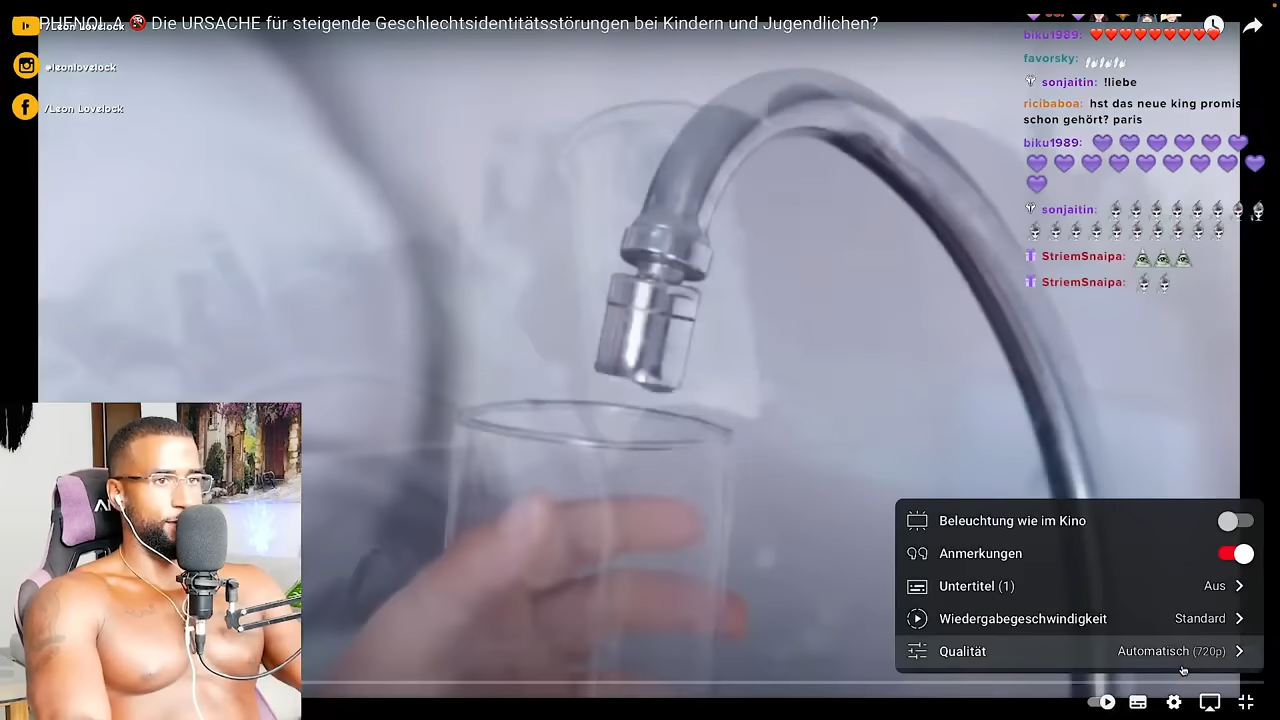 Die URSACHE für steigende Geschlechtsidentitätsstörungen bei Kindern und Jugendlichen?
/Leon Lovelock
@leonlovelock
/Leon Lovelock
biku1989:
favorsky:
sonjaitin: !liebe
ricibaboa: hst das neue king promis
schon gehört? paris
biku1989:
sonjaitin:
StriemSnaipa:
StriemSnaipa:
Beleuchtung wie im Kino
Anmerkungen
Untertitel (1) Aus
Wiedergabegeschwindigkeit Standard
Qualität Automatisch (720p)